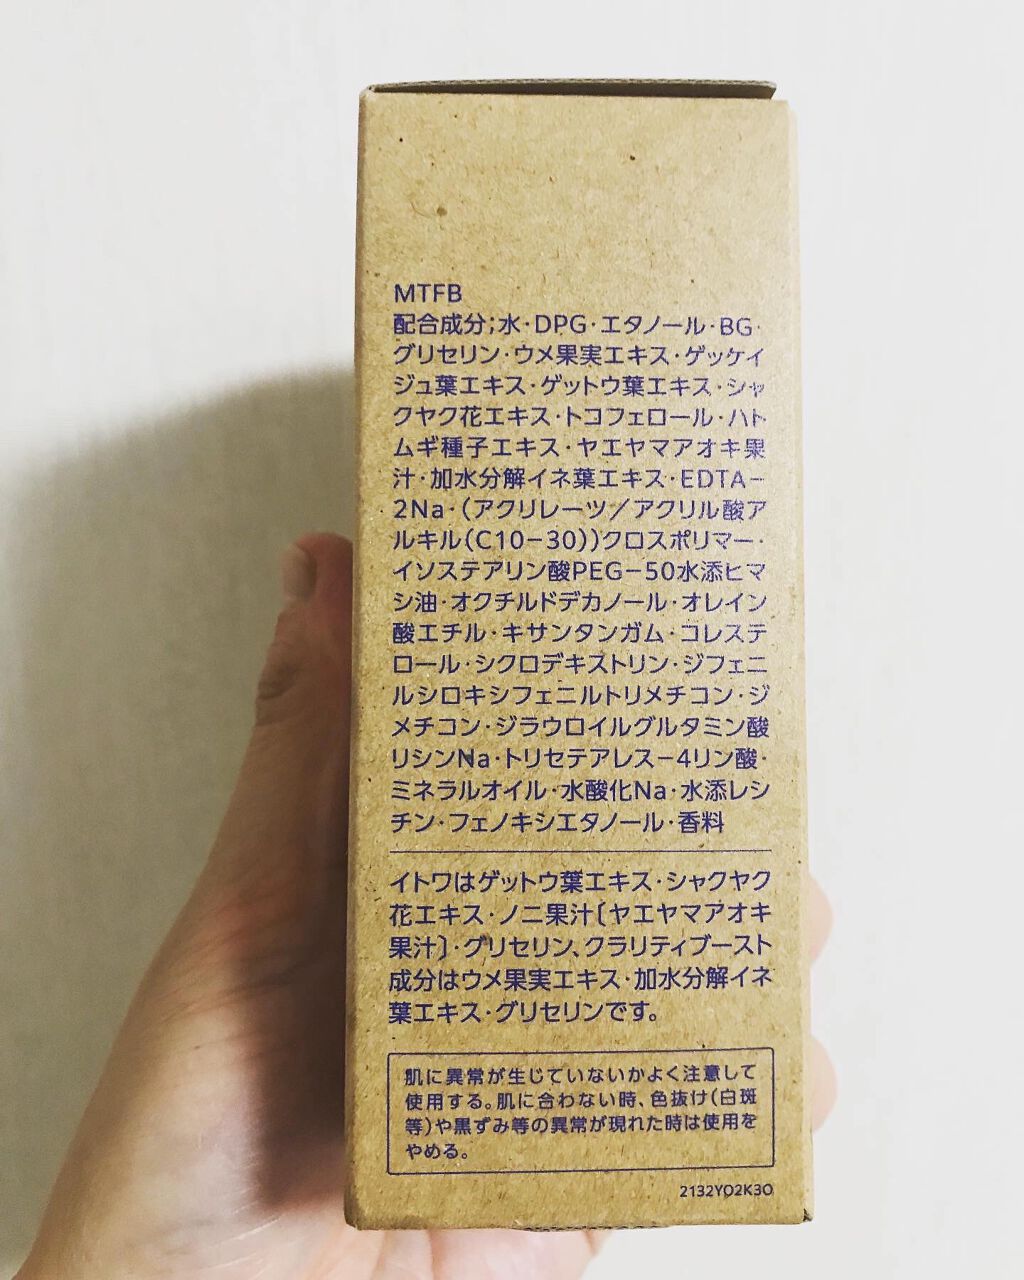 MTFB
配合成分；水・DPG・エタノール・BG・
グリセリン・ウメ果実エキス・ゲッケイ
ジュ葉エキス・ゲットウ葉エキス・シャ
クヤク花エキス・トコフェロール・ハト
ムギ種子エキス・ヤエヤマアオキ果
汁・加水分解イネ葉エキス・EDTA−
2Na・（アクリレーツ／アクリル酸ア
ルキル（C10−30））クロスポリマー・
イソステアリン酸PEG−50水添ヒマ
シ油・オクチルドデカノール・オレイン
酸エチル・キサンタンガム・コレステ
ロール・シクロデキストリン・ジフェニ
ルシロキシフェニルトリメチコン・ジ
メチコン・ジラウロイルグルタミン酸
リシンNa・トリセテアレス−4リン酸・
ミネラルオイル・水酸化Na・水添レシ
チン・フェノキシエタノール・香料
イトワはゲットウ葉エキス・シャクヤク
花エキス・ノニ果汁〔ヤエヤマアオキ
果汁〕・グリセリン、クラリティブースト
成分はウメ果実エキス・加水分解イネ
葉エキス・グリセリンです。
肌に異常が生じていないかよく注意して
使用する。肌に合わない時、色抜け（白斑
等）や黒ずみ等の異常が現れた時は使用を
やめる。
2132YO2K3O